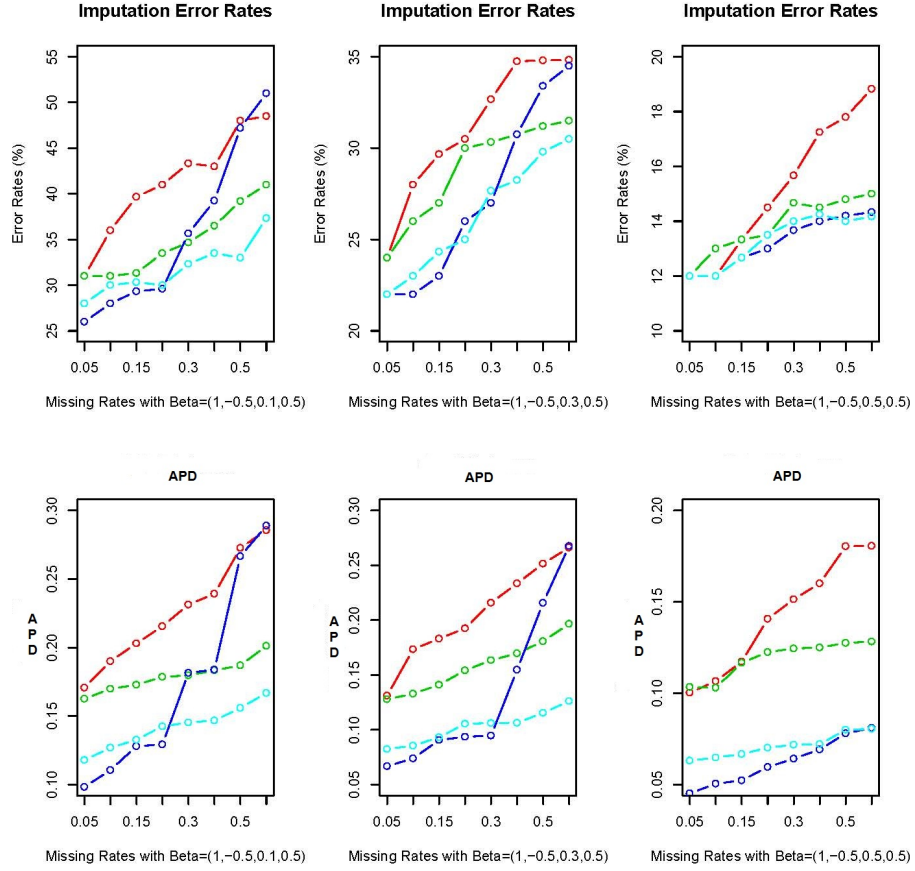 Imputation Error Rates
Error Rates (%)
55
50
45
40
35
30
25
0.05 0.15 0.3 0.5
Missing Rates with Beta=(1,−0.5,0.1,0.5)
Imputation Error Rates
Error Rates (%)
35
30
25
20
0.05 0.15 0.3 0.5
Missing Rates with Beta=(1,−0.5,0.3,0.5)
Imputation Error Rates
Error Rates (%)
20
18
16
14
12
10
0.05 0.15 0.3 0.5
Missing Rates with Beta=(1,−0.5,0.5,0.5)
APD
A
P
D
0.30
0.25
0.20
0.15
0.10
0.05 0.15 0.3 0.5
Missing Rates with Beta=(1,−0.5,0.1,0.5)
APD
A
P
D
0.30
0.25
0.20
0.15
0.10
0.05
0.05 0.15 0.3 0.5
Missing Rates with Beta=(1,−0.5,0.3,0.5)
APD
A
P
D
0.20
0.15
0.10
0.05
0.05 0.15 0.3 0.5
Missing Rates with Beta=(1,−0.5,0.5,0.5)